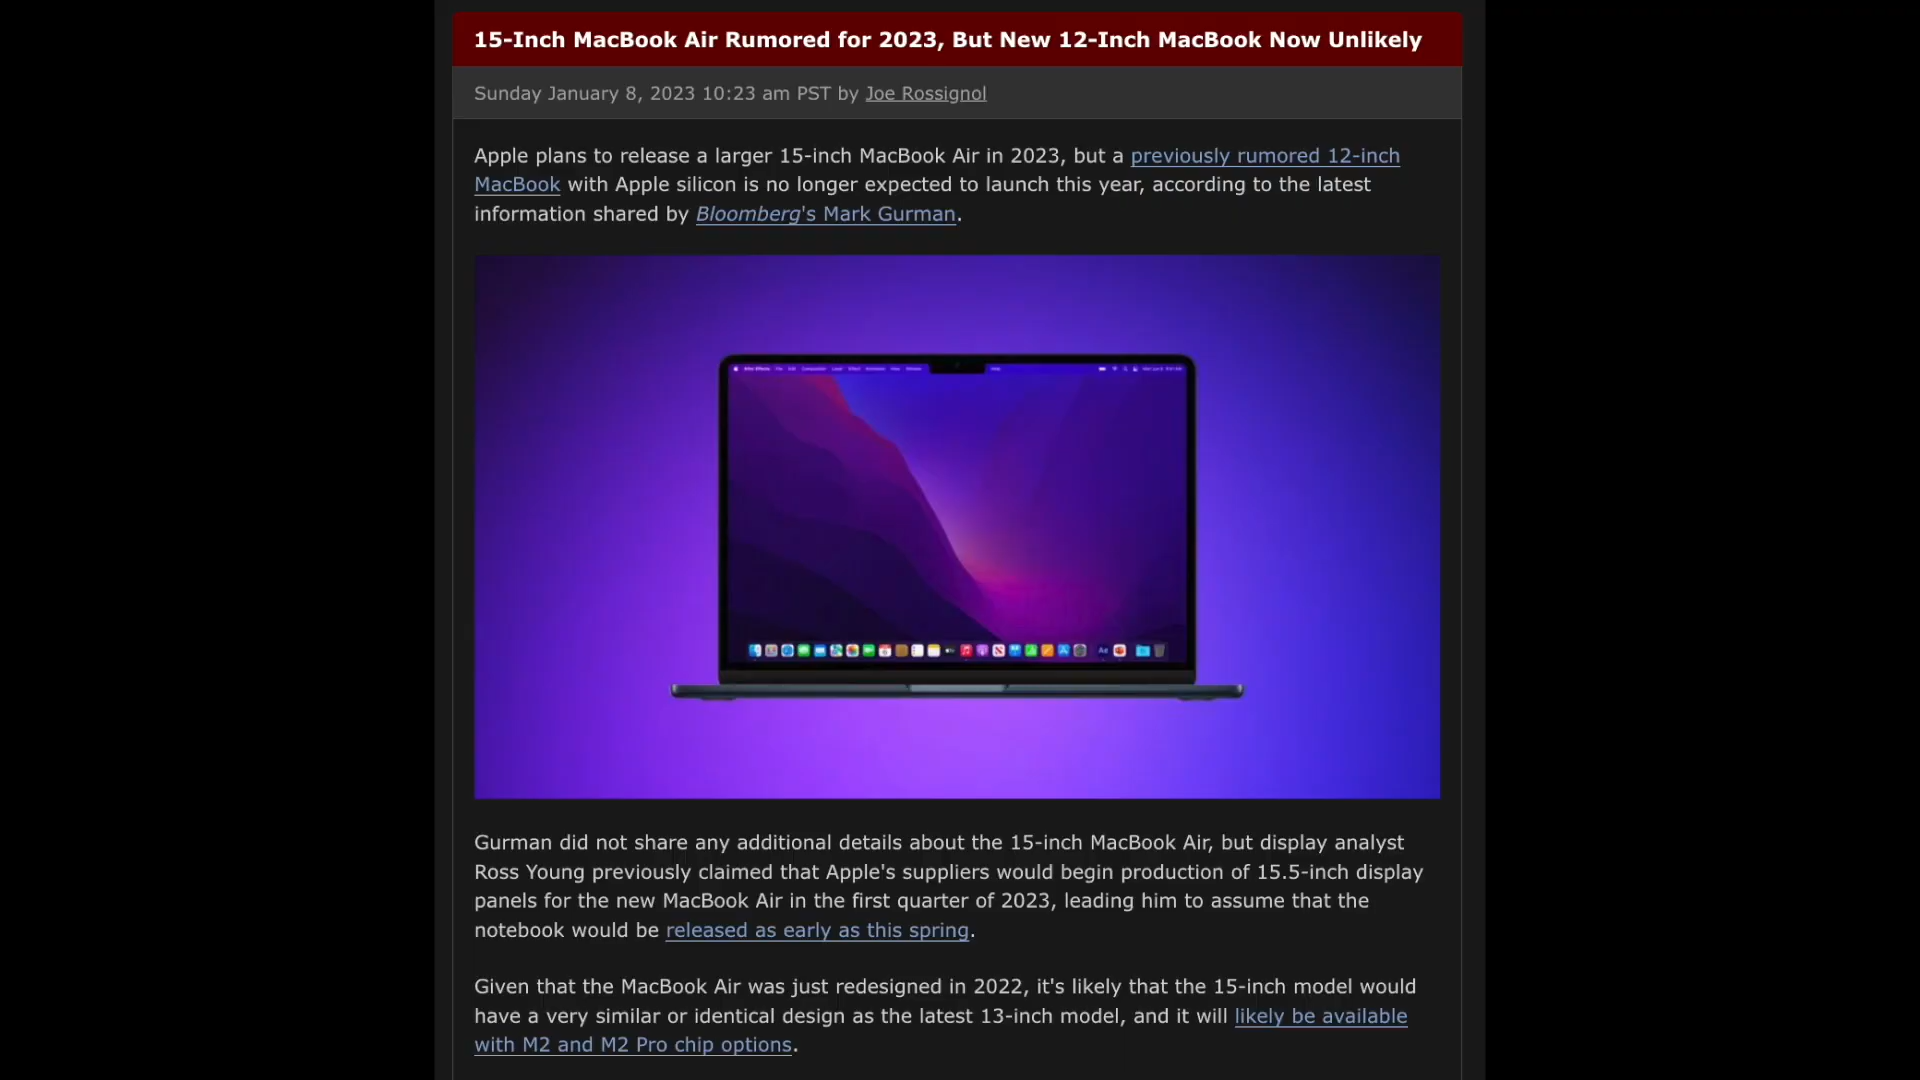 15-Inch MacBook Air Rumored for 2023, But New 12-Inch MacBook Now Unlikely
Sunday January 8, 2023 10:23 am PST by Joe Rossignol
Apple plans to release a larger 15-inch MacBook Air in 2023, but a previously rumored 12-inch
MacBook with Apple silicon is no longer expected to launch this year, according to the latest
information shared by Bloomberg's Mark Gurman.
Gurman did not share any additional details about the 15-inch MacBook Air, but display analyst
Ross Young previously claimed that Apple's suppliers would begin production of 15.5-inch display
panels for the new MacBook Air in the first quarter of 2023, leading him to assume that the
notebook would be released as early as this spring.
Given that the MacBook Air was just redesigned in 2022, it's likely that the 15-inch model would
have a very similar or identical design as the latest 13-inch model, and it will likely be available
with M2 and M2 Pro chip options.